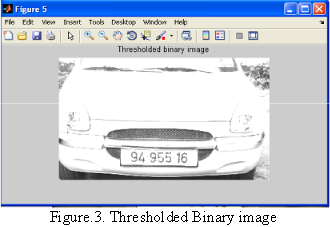 Figure 5
File Edit View Insert Tools Desktop Window Help
Thresholded binary image
94 955 16
Figure.3. Thresholded Binary image